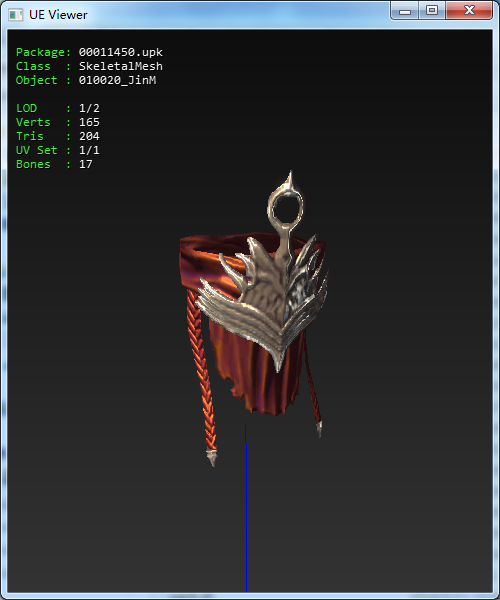 UE Viewer
Package: 00011450.upk
Class : SkeletalMesh
Object : 010020_JinM
LOD : 1/2
Verts : 165
Tris : 204
UV Set : 1/1
Bones : 17